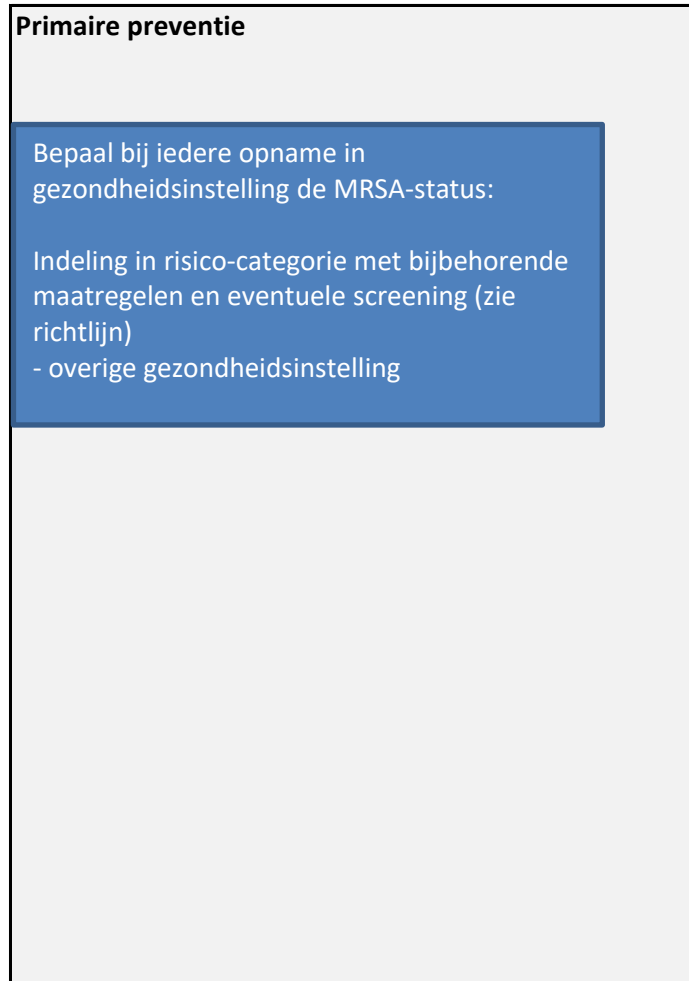 Primaire preventie
Bepaal bij iedere opname in
gezondheidsinstelling de MRSA-status:
Indeling in risico-categorie met bijbehorende
maatregelen en eventuele screening (zie
richtlijn)
- overige gezondheidsinstelling